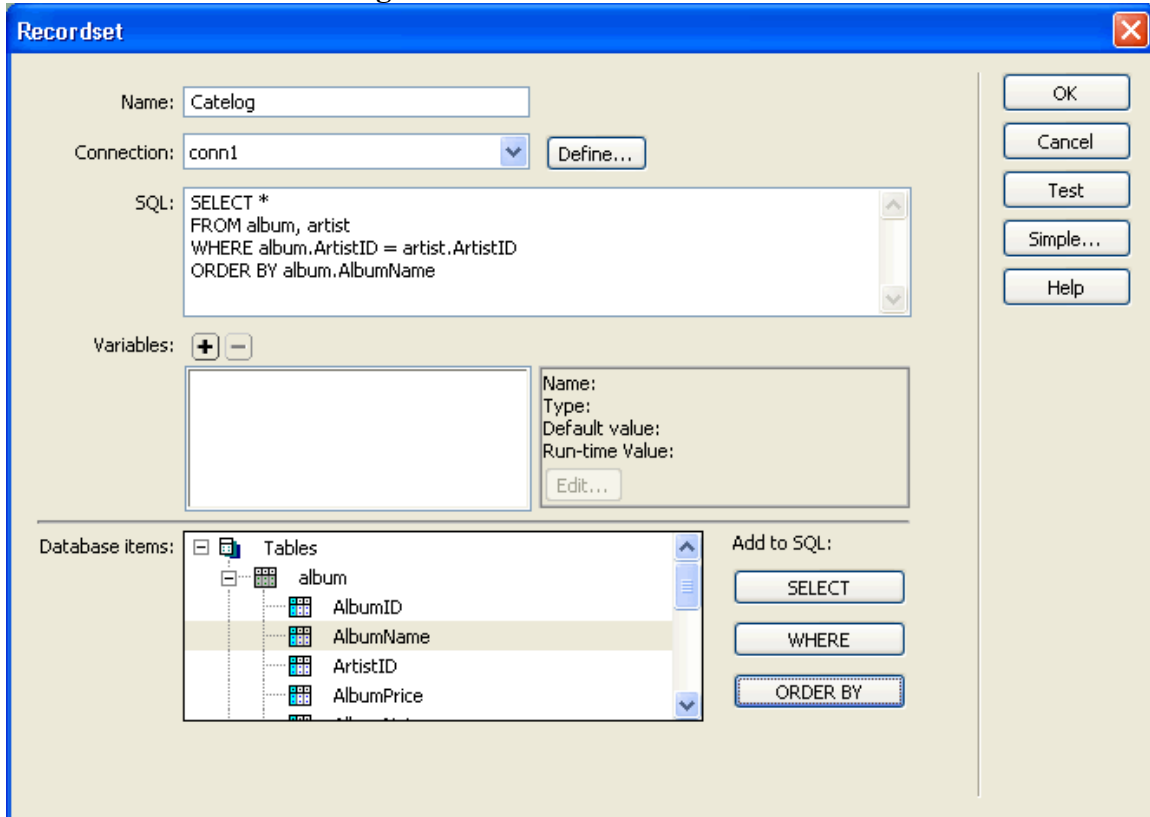 Recordset
Name: Catelog
OK
Connection: conn1
Define...
Cancel
SQL: SELECT *
FROM album, artist
WHERE album.ArtistID = artist.ArtistID
ORDER BY album.AlbumName
Test
Simple...
Help
Variables:
Name:
Type:
Default value:
Run-time Value:
Edit...
Database items:
Tables
album
AlbumID
AlbumName
ArtistID
AlbumPrice
Add to SQL:
SELECT
WHERE
ORDER BY